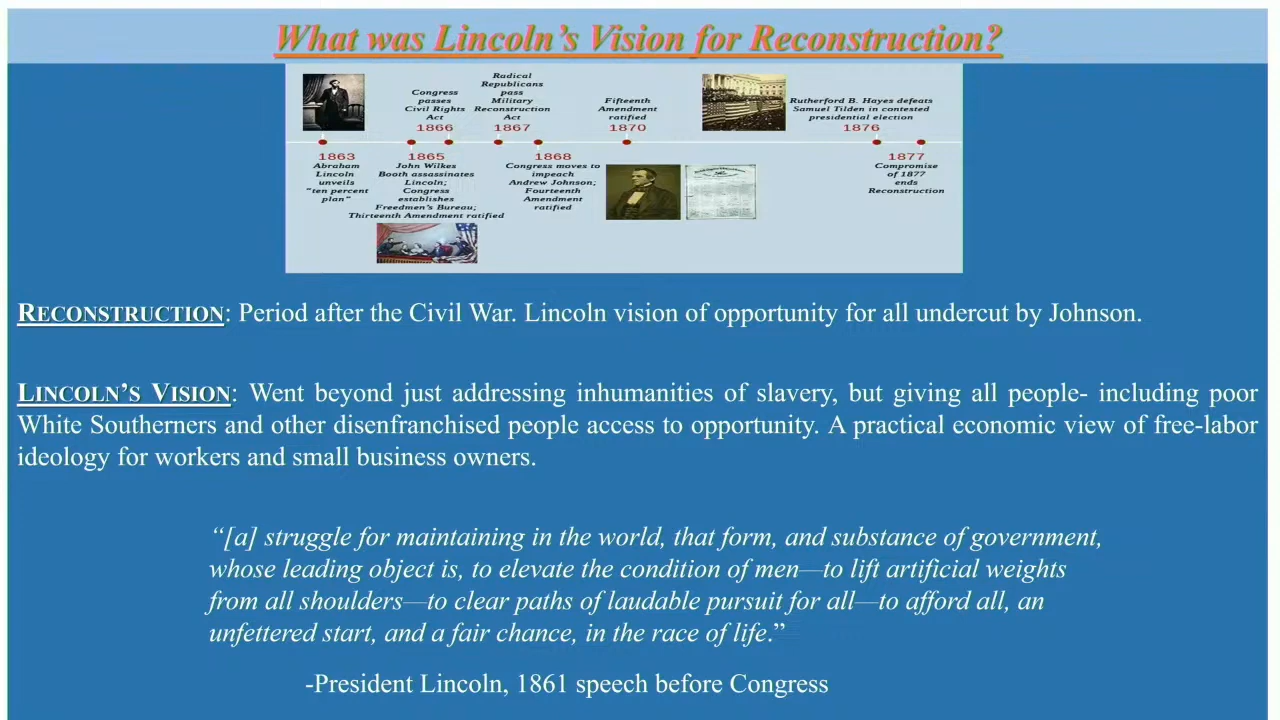 What was Lincoln’s Vision for Reconstruction?
Congress
passes
Civil Rights
Act
1866
Radical
Republicans
pass
Military
Reconstruction
Act
1867
Fifteenth
Amendment
ratified
1870
Rutherford B. Hayes defeats
Samuel Tilden in contested
presidential election
1876
1863
Abraham
Lincoln
unveils
“ten percent
plan”
1865
John Wilkes
Booth assassinates
Lincoln;
Congress
establishes
Freedmen’s Bureau;
Thirteenth Amendment ratified
1868
Congress moves to
impeach
Andrew Johnson;
Fourteenth
Amendment
ratified
1877
Compromise
of 1877
ends
Reconstruction
RECONSTRUCTION: Period after the Civil War. Lincoln vision of opportunity for all undercut by Johnson.
LINCOLN’S VISION: Went beyond just addressing inhumanities of slavery, but giving all people- including poor
White Southerners and other disenfranchised people access to opportunity. A practical economic view of free-labor
ideology for workers and small business owners.
“[a] struggle for maintaining in the world, that form, and substance of government,
whose leading object is, to elevate the condition of men—to lift artificial weights
from all shoulders—to clear paths of laudable pursuit for all—to afford all, an
unfettered start, and a fair chance, in the race of life.”
-President Lincoln, 1861 speech before Congress